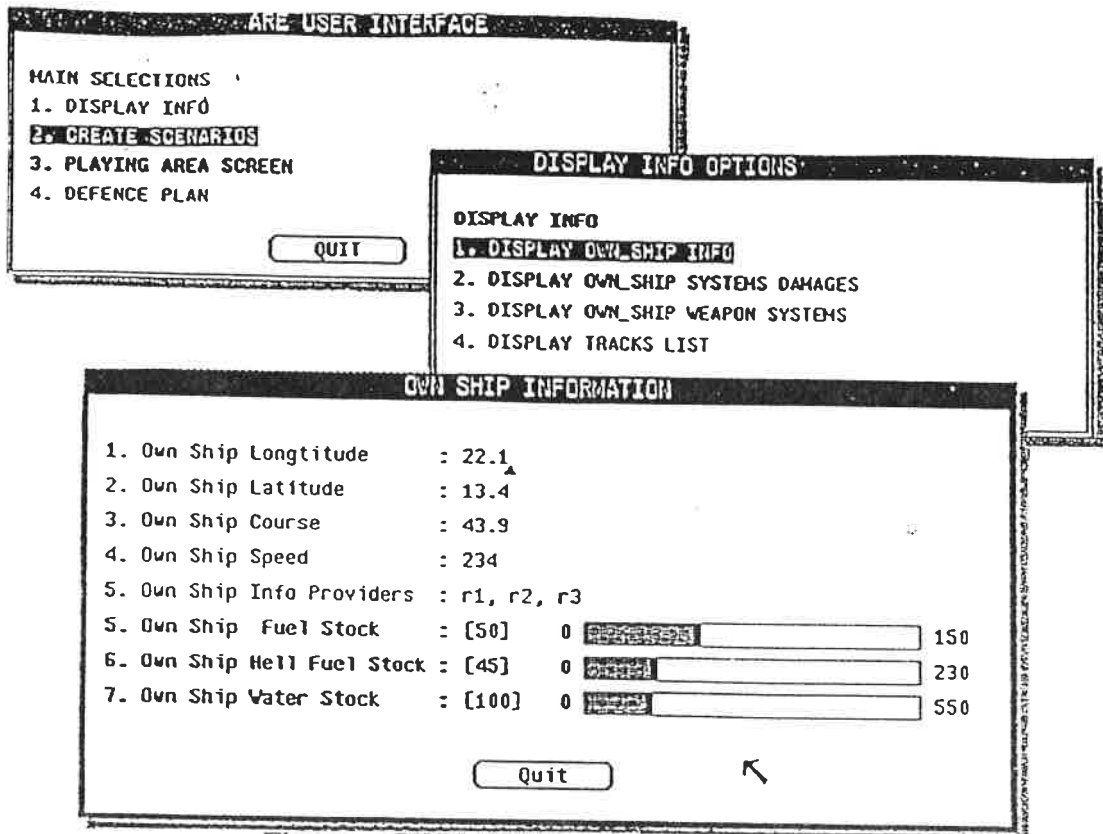 ARE USER INTERFACE
MAIN SELECTIONS
1. DISPLAY INFO
2. CREATE SCENARIOS
3. PLAYING AREA SCREEN
4. DEFENCE PLAN
QUIT
DISPLAY INFO OPTIONS
DISPLAY INFO
1. DISPLAY OWN_SHIP INFO
2. DISPLAY OWN_SHIP SYSTEMS DAMAGES
3. DISPLAY OWN_SHIP WEAPON SYSTEMS
4. DISPLAY TRACKS LIST
OWN SHIP INFORMATION
1. Own Ship Longtitude : 22.1
2. Own Ship Latitude : 13.4
3. Own Ship Course : 43.9
4. Own Ship Speed : 234
5. Own Ship Info Providers : r1, r2, r3
5. Own Ship Fuel Stock : [50] 0 150
6. Own Ship Hell Fuel Stock : [45] 0 230
7. Own Ship Water Stock : [100] 0 550
Quit